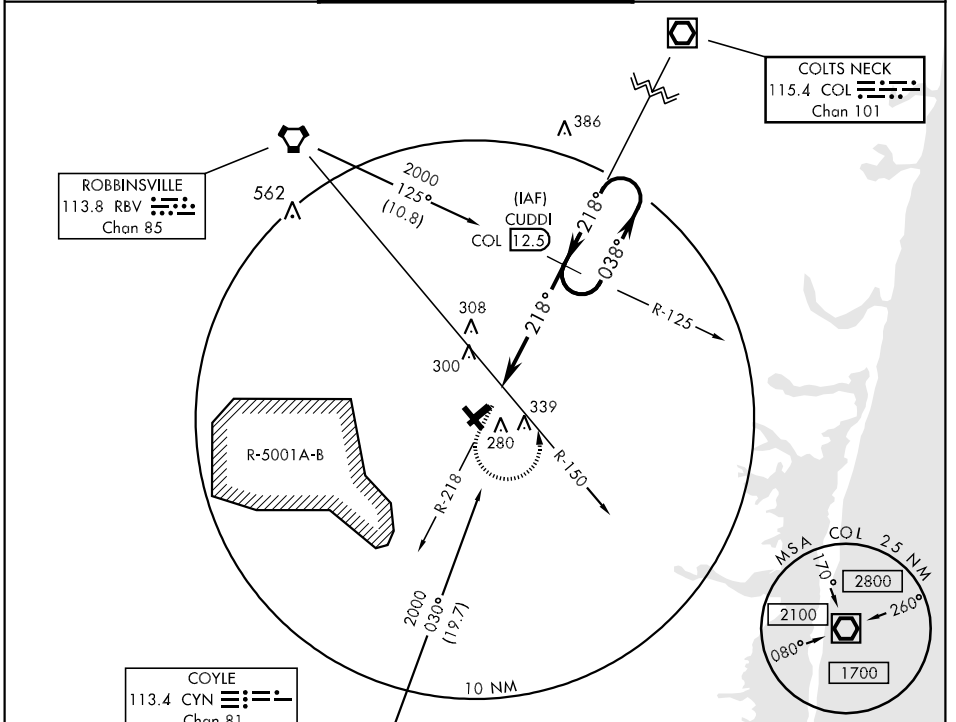 COLTS NECK
115.4 COL
Chan 101
386
ROBBINSVILLE
113.8 RBV
Chan 85
562
2000
125°
(10.8)
(IAF)
CUDDI
COL 12.5
218°
038°
218°
R-125
308
300
339
280
R-5001A-B
R-218
R-150
2000
030°
(19.7)
10 NM
COYLE
113.4 CYN
Chan 81
MSA COL 25 NM
170°
2800
2100
260°
080°
1700